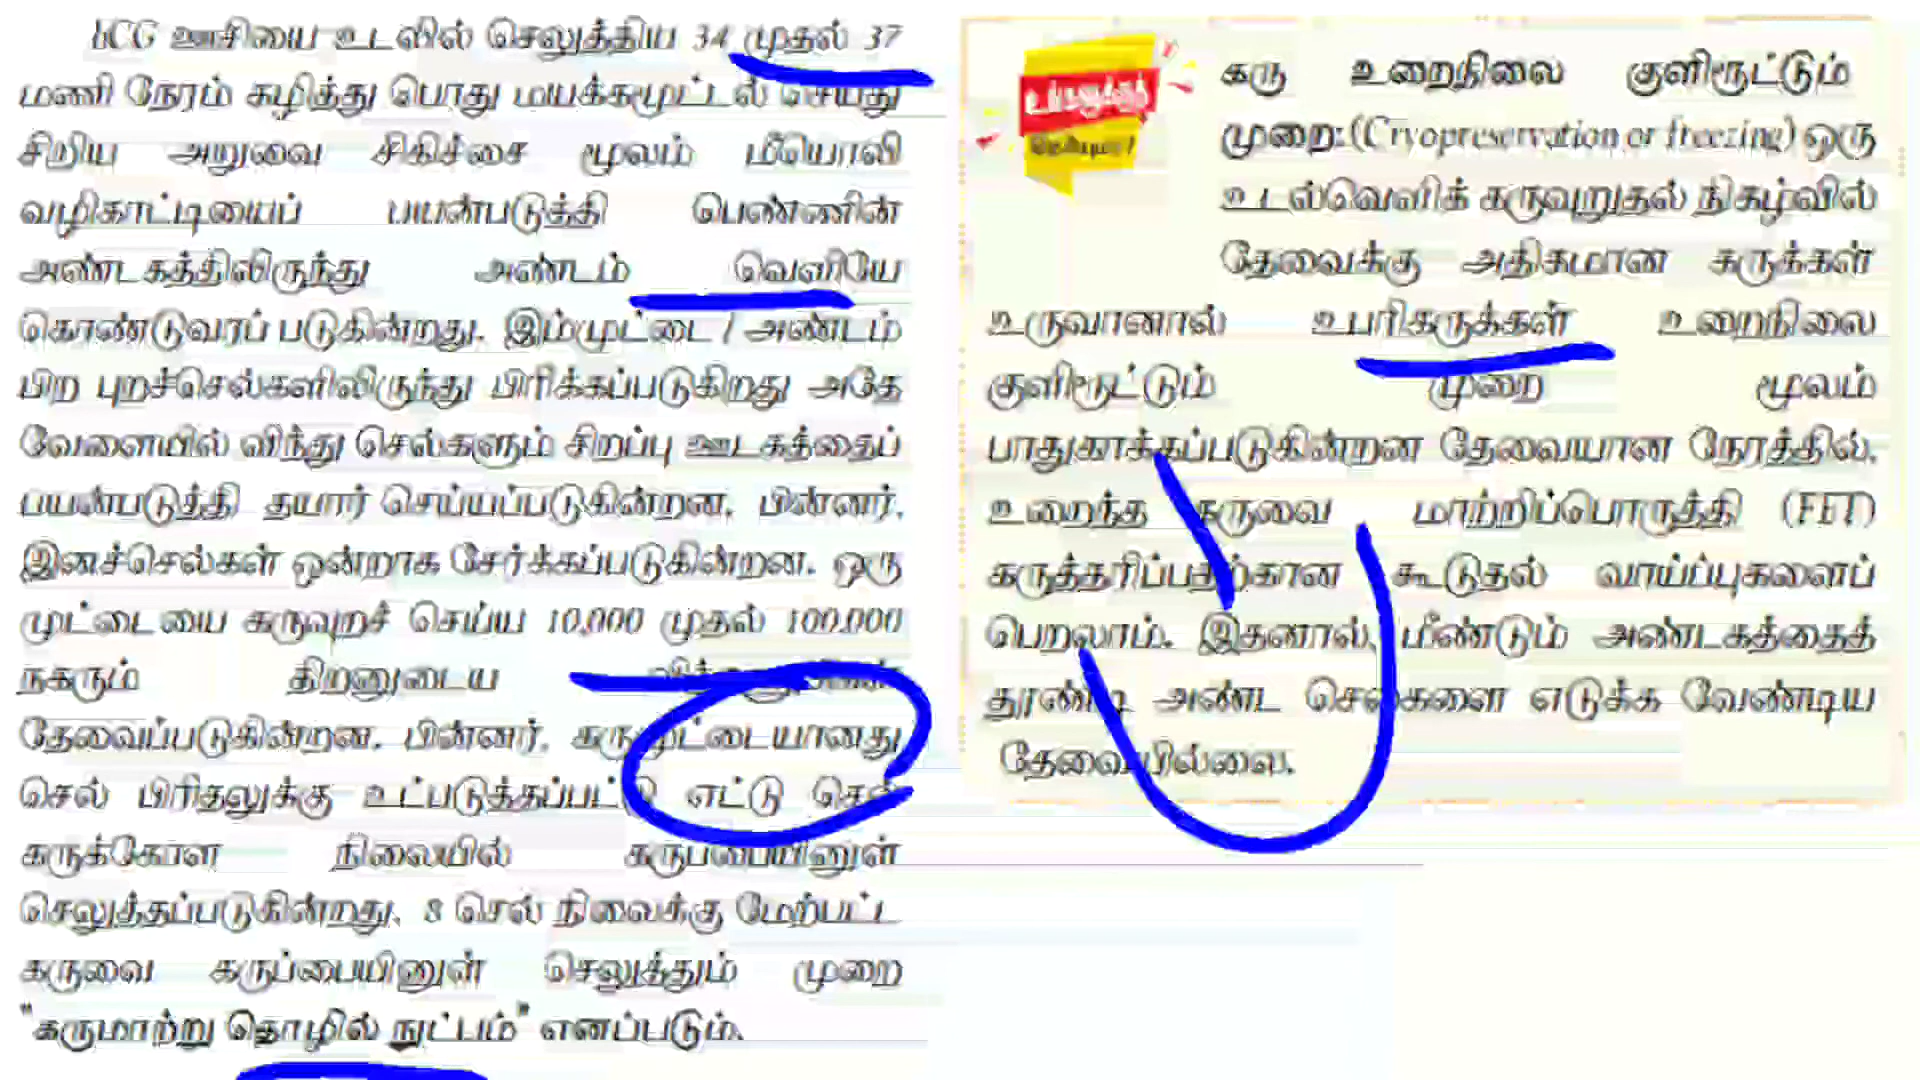 hCG ஊசியை உடலில் செலுத்திய 34 முதல் 37
மணி நேரம் கழித்து பொது மயக்கமூட்டல் செய்து
சிறிய அறுவை சிகிச்சை மூலம் மீயொலி
வழிகாட்டியைப் பயன்படுத்தி பெண்ணின்
அண்டகத்திலிருந்து அண்டம் வெளியே
கொண்டுவரப் படுகின்றது. இம்முட்டை / அண்டம்
பிற புறச்செல்களிலிருந்து பிரிக்கப்படுகிறது அதே
வேளையில் விந்து செல்களும் சிறப்பு ஊடகத்தைப்
பயன்படுத்தி தயார் செய்யப்படுகின்றன. பின்னர்,
இனச்செல்கள் ஒன்றாக சேர்க்கப்படுகின்றன. ஒரு
முட்டையை கருவுறச் செய்ய 10,000 முதல் 100,000
நகரும் திறனுடைய விந்தணுக்கள்
தேவைப்படுகின்றன. பின்னர், கருமுட்டையானது
செல் பிரிதலுக்கு உட்படுத்தப்பட்டு எட்டு செல்
கருக்கோள நிலையில் கருப்பையினுள்
செலுத்தப்படுகின்றது. 8 செல் நிலைக்கு மேற்பட்ட
கருவை கருப்பையினுள் செலுத்தும் முறை
"கருமாற்று தொழில் நுட்பம்" எனப்படும்.
உங்களுக்குத்
தெரியுமா?
கரு உறைநிலை குளிரூட்டும்
முறை:(Cryopreservation or freezing) ஒரு
உடல்வெளிக் கருவுறுதல் நிகழ்வில்
தேவைக்கு அதிகமான கருக்கள்
உருவானால் உபரிகருக்கள் உறைநிலை
குளிரூட்டும் முறை மூலம்
பாதுகாக்கப்படுகின்றன தேவையான நேரத்தில்,
உறைந்த கருவை மாற்றிப்பொருத்தி (FET)
கருத்தரிப்பதற்கான கூடுதல் வாய்ப்புகளைப்
பெறலாம். இதனால், மீண்டும் அண்டகத்தைத்
தூண்டி அண்ட செல்களை எடுக்க வேண்டிய
தேவையில்லை.